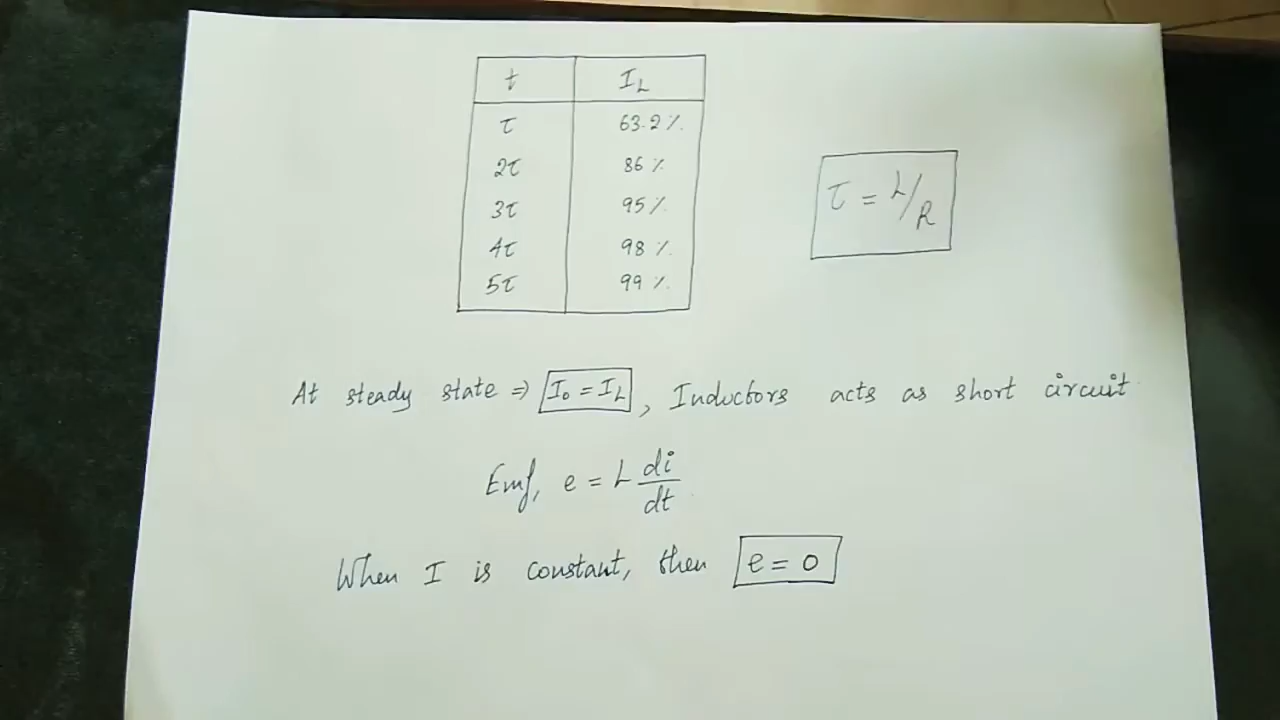 t I_L
τ 63.2%
2τ 86%
3τ 95%
4τ 98%
5τ 99%
τ = L/R
At steady state ⇒ I₀ = I_L, Inductors acts as short circuit
Emf, e = L di/dt
When I is constant, then e = 0